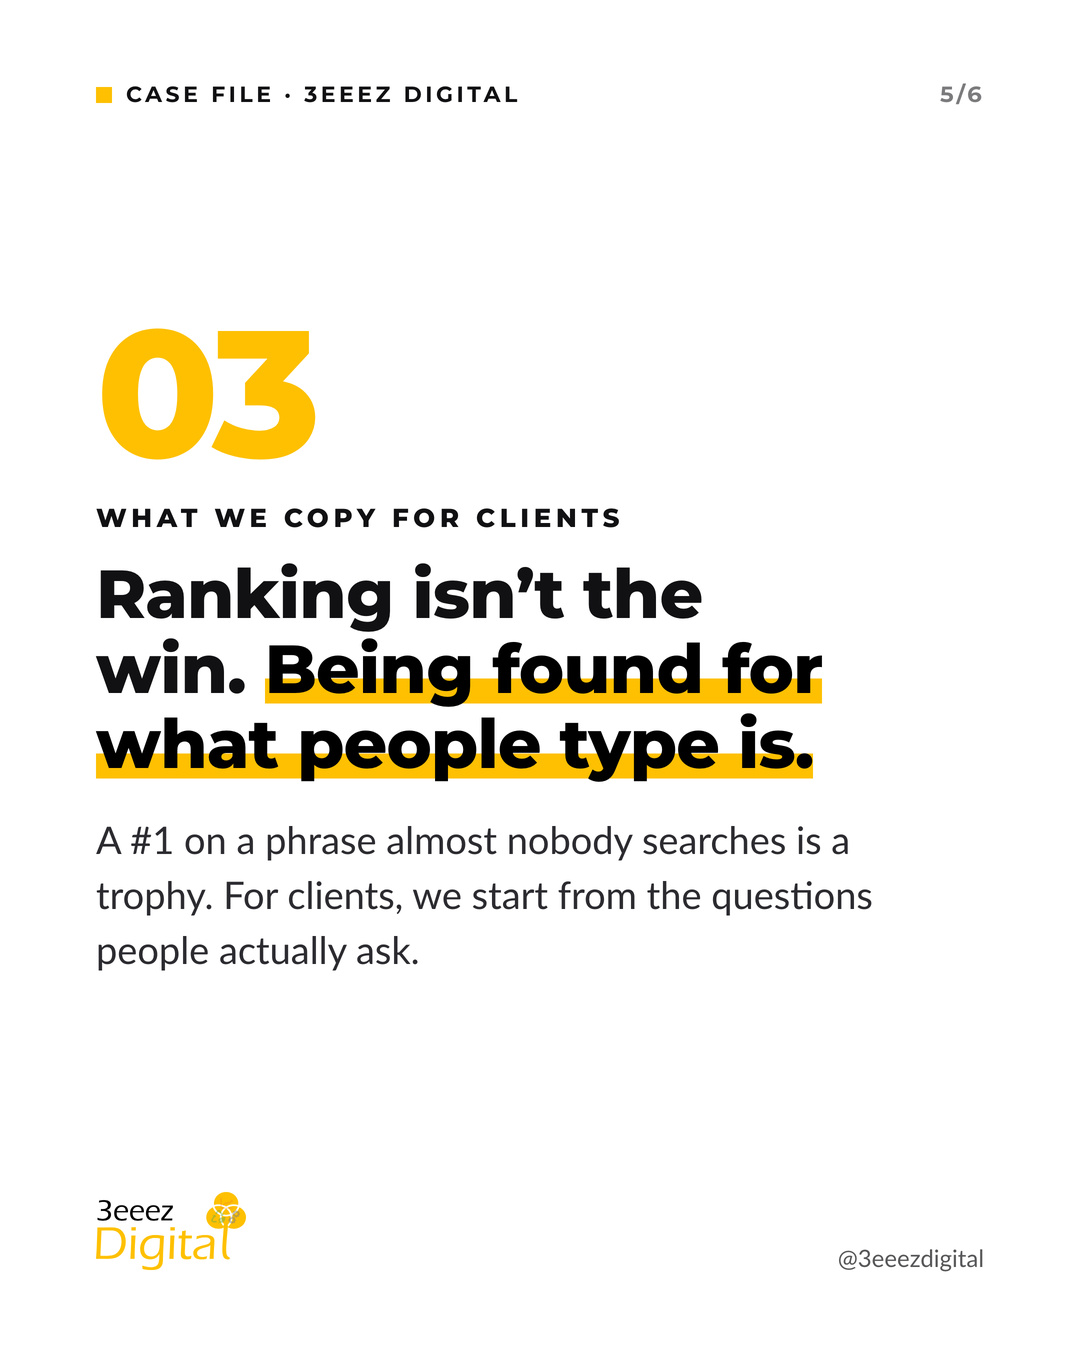 CASE FILE · 3EEEZ DIGITAL
5/6
03
WHAT WE COPY FOR CLIENTS
Ranking isn’t the
win. Being found for
what people type is.
A #1 on a phrase almost nobody searches is a
trophy. For clients, we start from the questions
people actually ask.
3eeez
Digital
@3eeezdigital